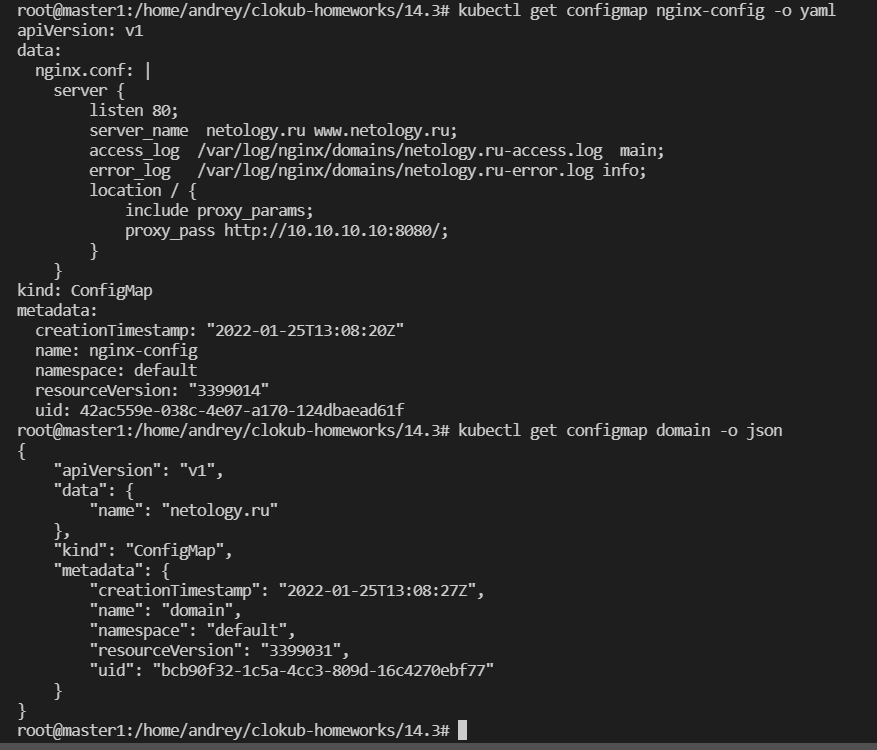 root@master1:/home/andrey/clokub-homeworks/14.3# kubectl get configmap nginx-config -o yaml
apiVersion: v1
data:
  nginx.conf: |
    server {
        listen 80;
        server_name  netology.ru www.netology.ru;
        access_log  /var/log/nginx/domains/netology.ru-access.log  main;
        error_log   /var/log/nginx/domains/netology.ru-error.log info;
        location / {
            include proxy_params;
            proxy_pass http://10.10.10.10:8080/;
        }
    }
kind: ConfigMap
metadata:
  creationTimestamp: "2022-01-25T13:08:20Z"
  name: nginx-config
  namespace: default
  resourceVersion: "3399014"
  uid: 42ac559e-038c-4e07-a170-124dbaead61f
root@master1:/home/andrey/clokub-homeworks/14.3# kubectl get configmap domain -o json
{
    "apiVersion": "v1",
    "data": {
        "name": "netology.ru"
    },
    "kind": "ConfigMap",
    "metadata": {
        "creationTimestamp": "2022-01-25T13:08:27Z",
        "name": "domain",
        "namespace": "default",
        "resourceVersion": "3399031",
        "uid": "bcb90f32-1c5a-4cc3-809d-16c4270ebf77"
    }
}
root@master1:/home/andrey/clokub-homeworks/14.3#